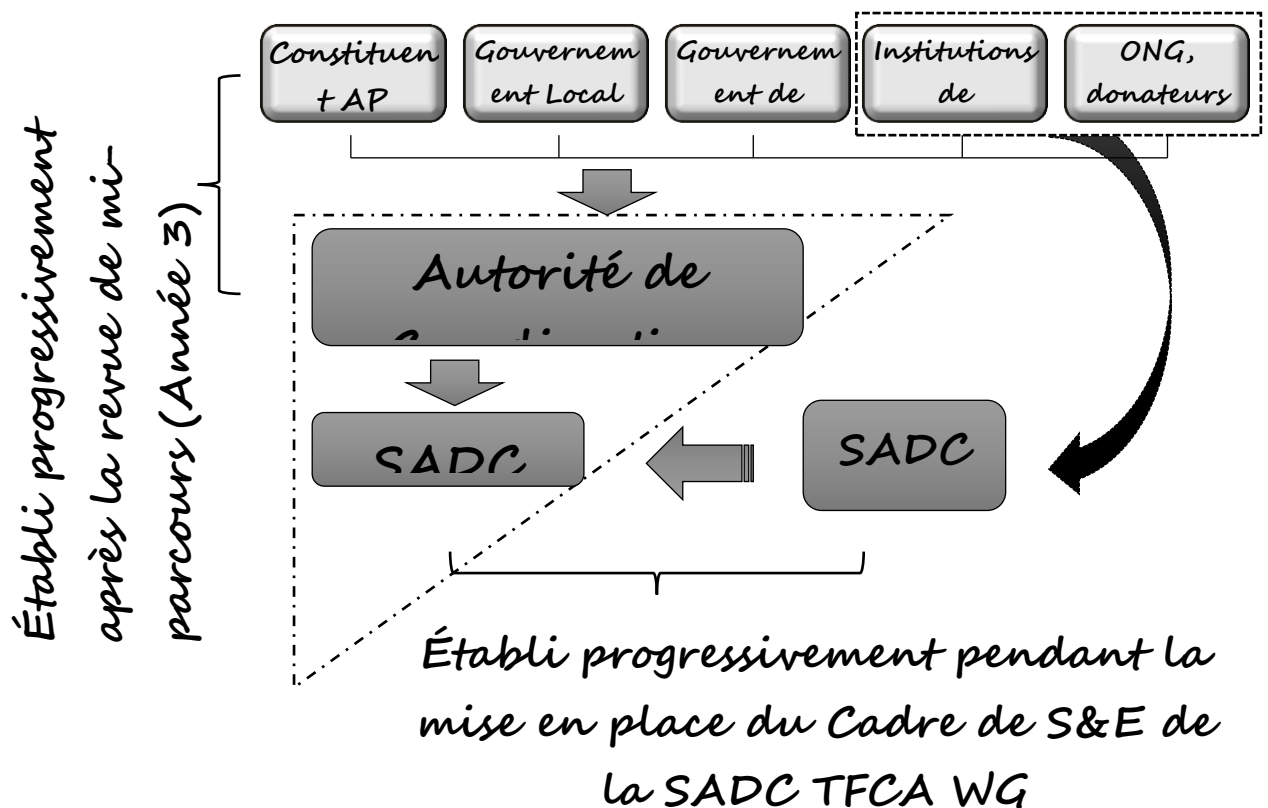 Constituen
t AP
Gouvernem
ent Local
Gouvernem
ent de
Institutions
de
ONG,
donateurs
Établi progressivement
après la revue de mi-
parcours (Année 3)
Autorité de
SADC
SADC
Établi progressivement pendant la
mise en place du Cadre de S&E de
la SADC TFCA WG